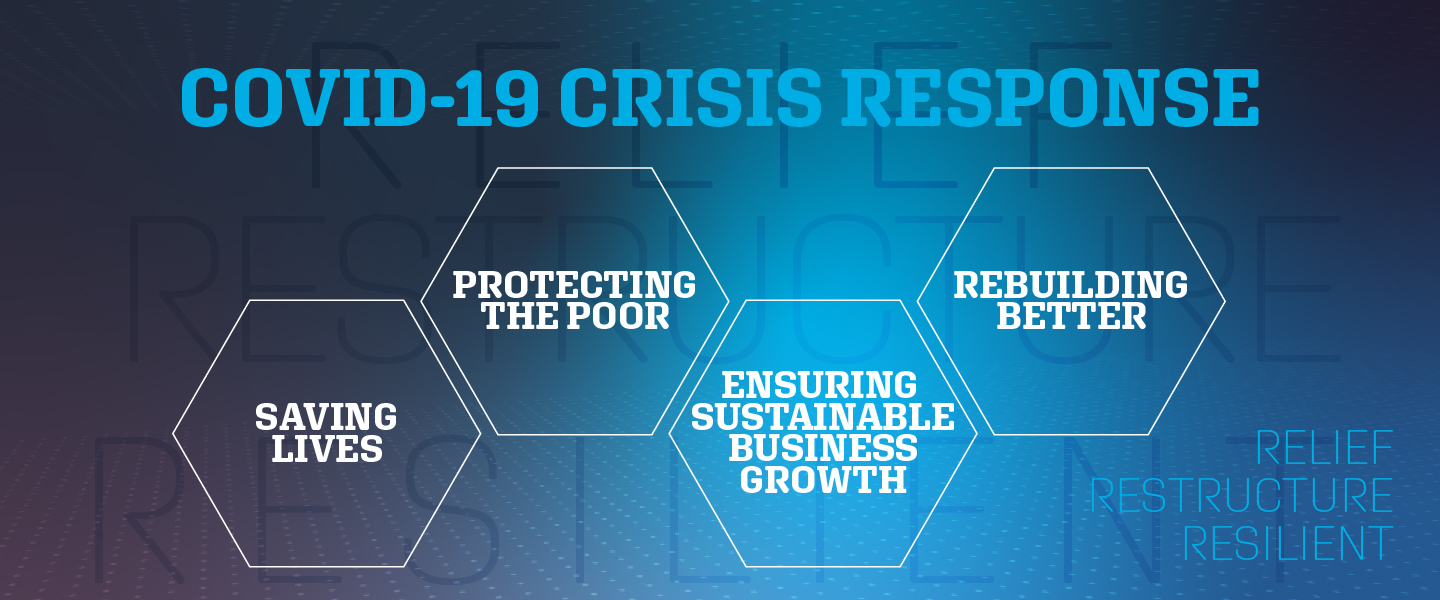 COVID-19 CRISIS RESPONSE
SAVING
LIVES
PROTECTING
THE POOR
ENSURING
SUSTAINABLE
BUSINESS
GROWTH
REBUILDING
BETTER
RELIEF
RESTRUCTURE
RESILIENT
RELIEF
RESTRUCTURE
RESILIENT